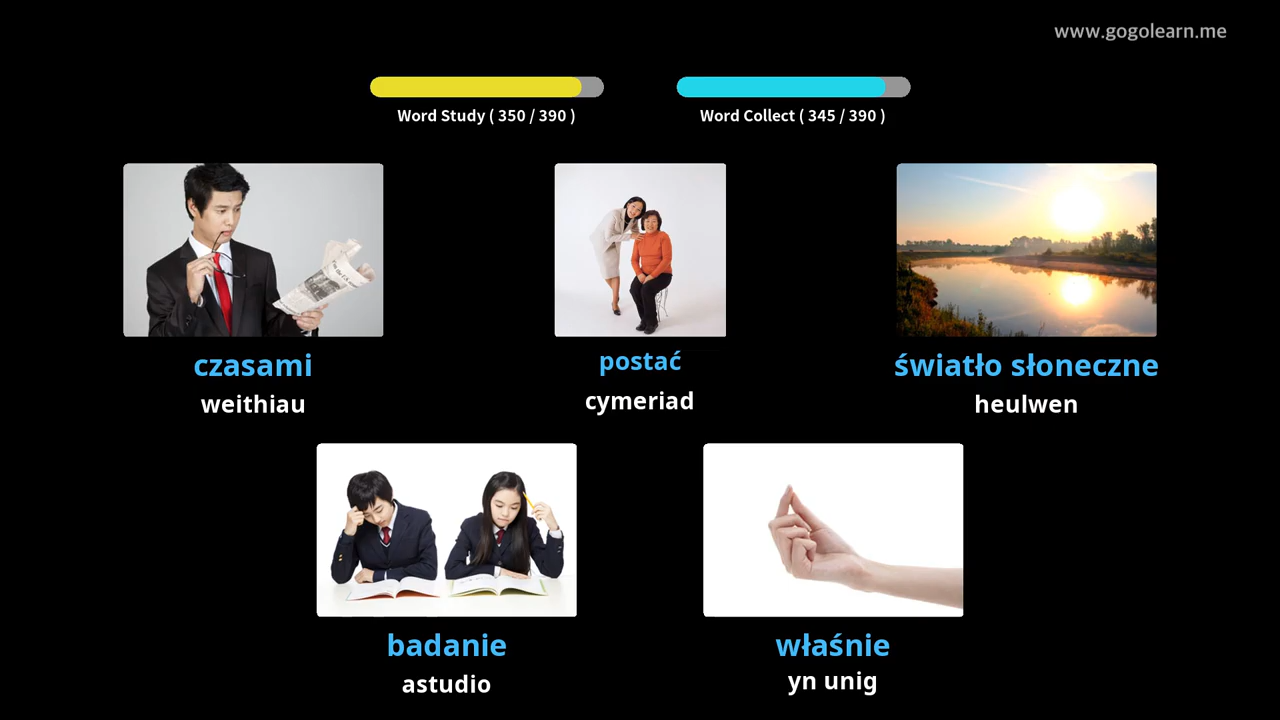 www.gogolearn.me
Word Study ( 350 / 390 )
Word Collect ( 345 / 390 )
czasami
weithiau
postać
cymeriad
światło słoneczne
heulwen
badanie
astudio
właśnie
yn unig